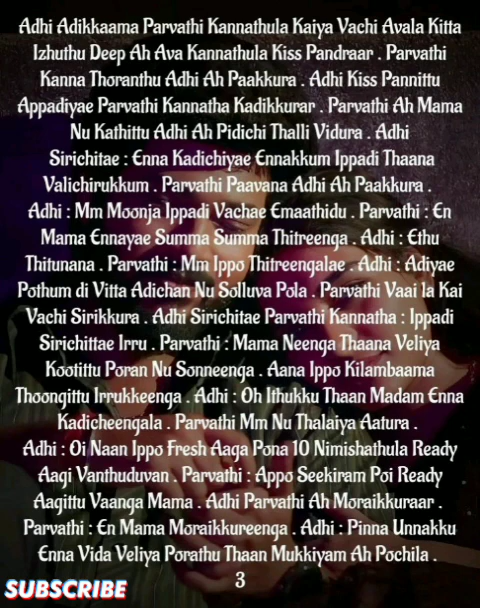 Adhi Adikkaama Parvathi Kannathula Kaiya Vachi Avala Kitta
Izhuthu Deep Ah Ava Kannathula Kiss Pandraar . Parvathi
Kanna Thoranthu Adhi Ah Paakkura . Adhi Kiss Pannittu
Appadiyae Parvathi Kannatha Kadikkurar . Parvathi Ah Mama
Nu Kathittu Adhi Ah Pidichi Thalli Vidura . Adhi
Sirichitae : Enna Kadichiyae Ennakkum Ippadi Thaana
Valichirukkum . Parvathi Paavana Adhi Ah Paakkura .
Adhi : Mm Moonja Ippadi Vachae Emaathidu . Parvathi : En
Mama Ennayae Summa Summa Thitreenga . Adhi : Ethu
Thitunana . Parvathi : Mm Ippo Thitreengalae . Adhi : Adiyae
Pothum di Vitta Adichan Nu Solluva Pola . Parvathi Vaai la Kai
Vachi Sirikkura . Adhi Sirichitae Parvathi Kannatha : Ippadi
Sirichittae Irru . Parvathi : Mama Neenga Thaana Veliya
Kootittu Poran Nu Sonneenga . Aana Ippo Kilambaama
Thoongittu Irrukkeenga . Adhi : Oh Ithukku Thaan Madam Enna
Kadicheengala . Parvathi Mm Nu Thalaiya Aatura .
Adhi : Oi Naan Ippo Fresh Aaga Pona 10 Nimishathula Ready
Aagi Vanthuduvan . Parvathi : Appo Seekiram Poi Ready
Aagittu Vaanga Mama . Adhi Parvathi Ah Moraikkuraar .
Parvathi : En Mama Moraikkureenga . Adhi : Pinna Unnakku
Enna Vida Veliya Porathu Thaan Mukkiyam Ah Pochila .
SUBSCRIBE
3